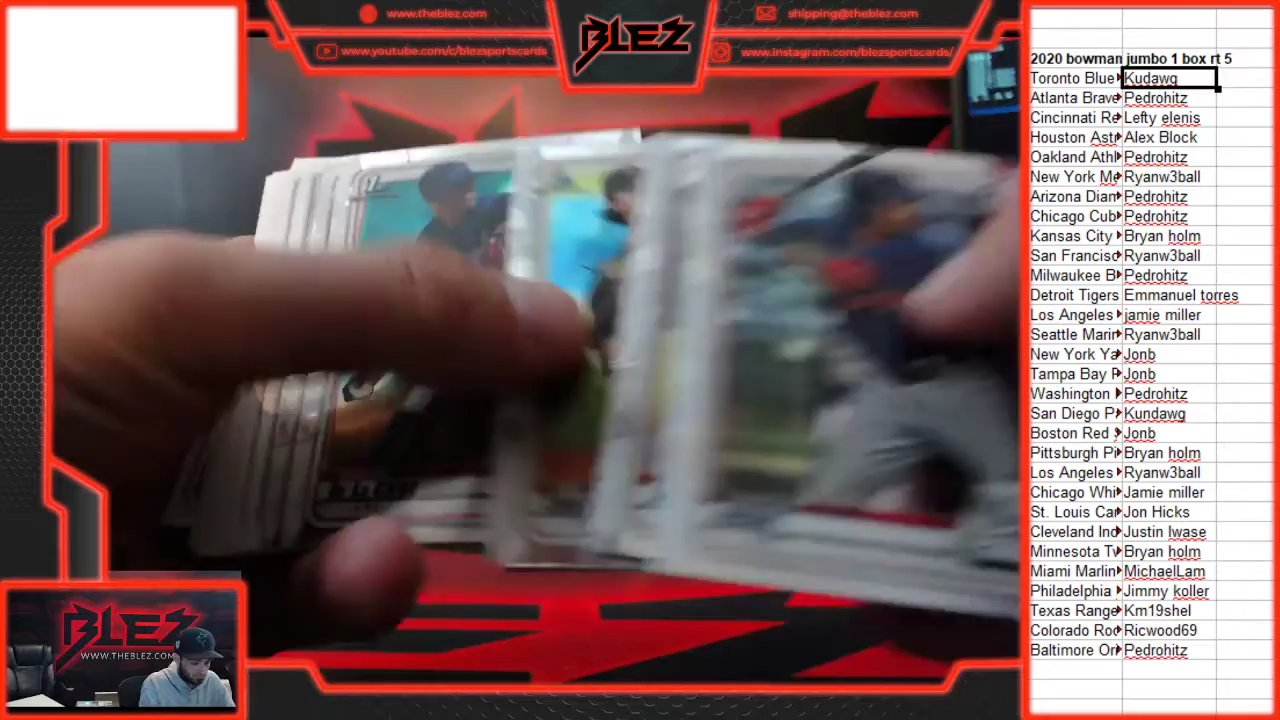 www.theblez.com
shipping@theblez.com
www.youtube.com/c/blezsportscards
BLEZ
www.instagram.com/blezsportscards/
2020 bowman jumbo 1 box rt 5
Toronto Blue Kudawg
Atlanta Brave Pedrohitz
Cincinnati Re Lefty elenis
Houston Astr Alex Block
Oakland Athl Pedrohitz
New York Me Ryanw3ball
Arizona Diam Pedrohitz
Chicago Cub Pedrohitz
Kansas City Bryan holm
San Francisc Ryanw3ball
Milwaukee B Pedrohitz
Detroit Tigers Emmanuel torres
Los Angeles jamie miller
Seattle Marin Ryanw3ball
New York Ya Jonb
Tampa Bay R Jonb
Washington Pedrohitz
San Diego P Kundawg
Boston Red S Jonb
Pittsburgh Pi Bryan holm
Los Angeles Ryanw3ball
Chicago Whi Jamie miller
St. Louis Car Jon Hicks
Cleveland Ind Justin Iwase
Minnesota Tw Bryan holm
Miami Marlin MichaelLam
Philadelphia Jimmy koller
Texas Range Km19shel
Colorado Roc Ricwood69
Baltimore Or Pedrohitz
BLEZ
WWW.THEBLEZ.COM